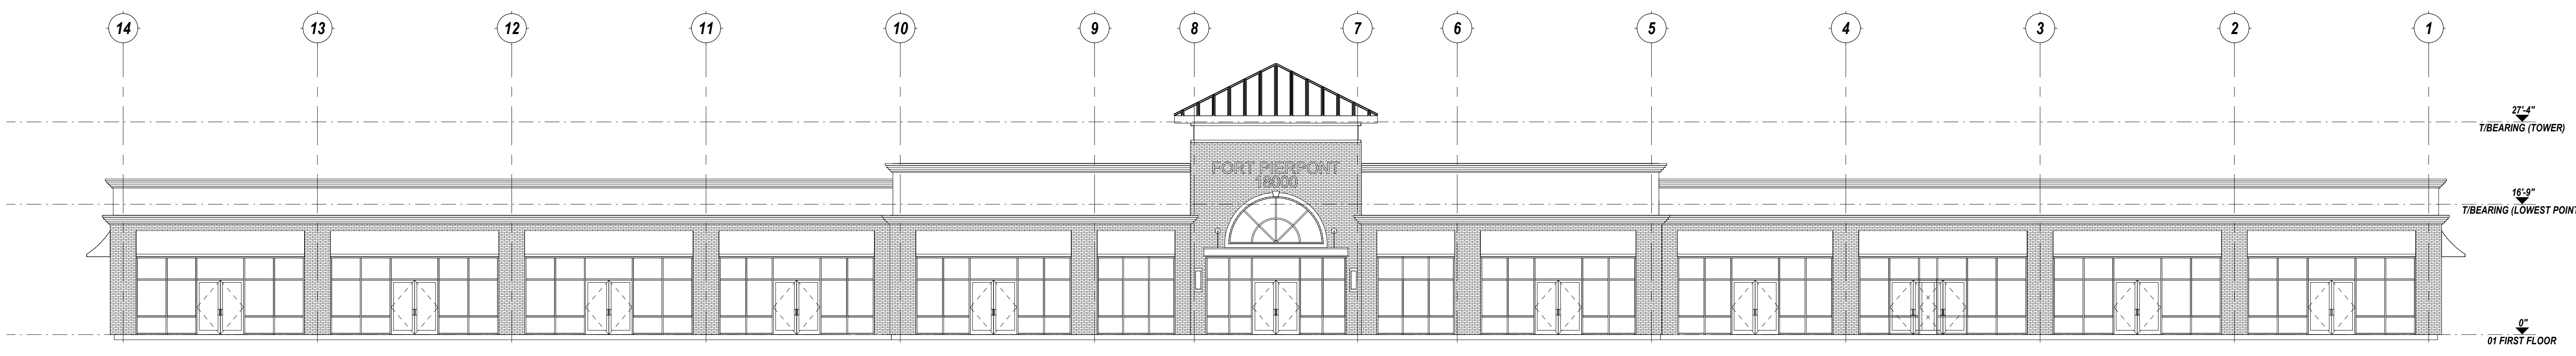 14 13 12 11 10 9 8 7 6 5 4 3 2 1
27'-4"
T/BEARING (TOWER)
FORT PIERPONT
18000
16'-9"
T/BEARING (LOWEST POINT
0"
01 FIRST FLOOR